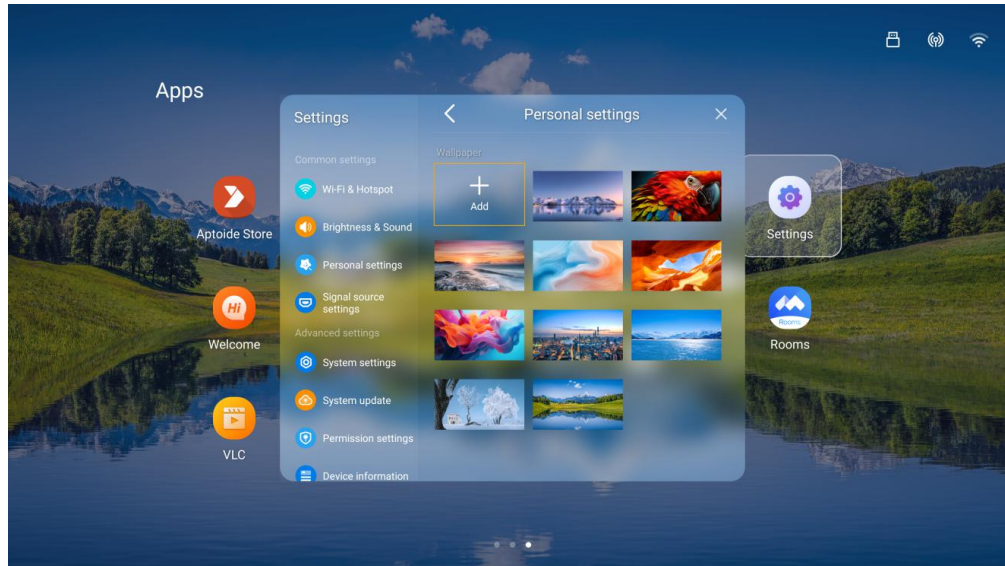 Apps
Settings
Personal settings
Common settings
Wallpaper
Wi-Fi & Hotspot
Add
Brightness & Sound
Aptoide Store
Settings
Personal settings
Signal source
settings
Hi
Welcome
Rooms
Rooms
Advanced settings
System settings
System update
VLC
Permission settings
Device information